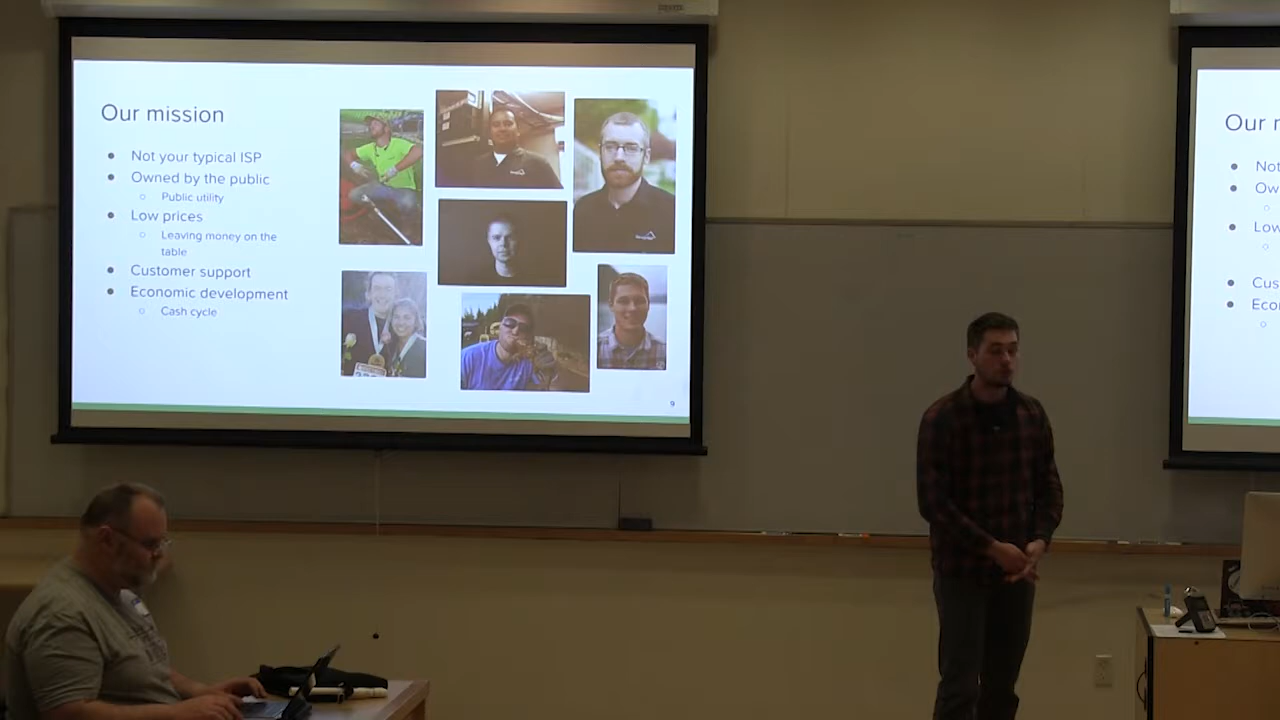 Our mission
Not your typical ISP
Owned by the public
Public utility
Low prices
Leaving money on the
table
Customer support
Economic development
Cash cycle
9
Our
Not
Ow
Low
Cus
Eco